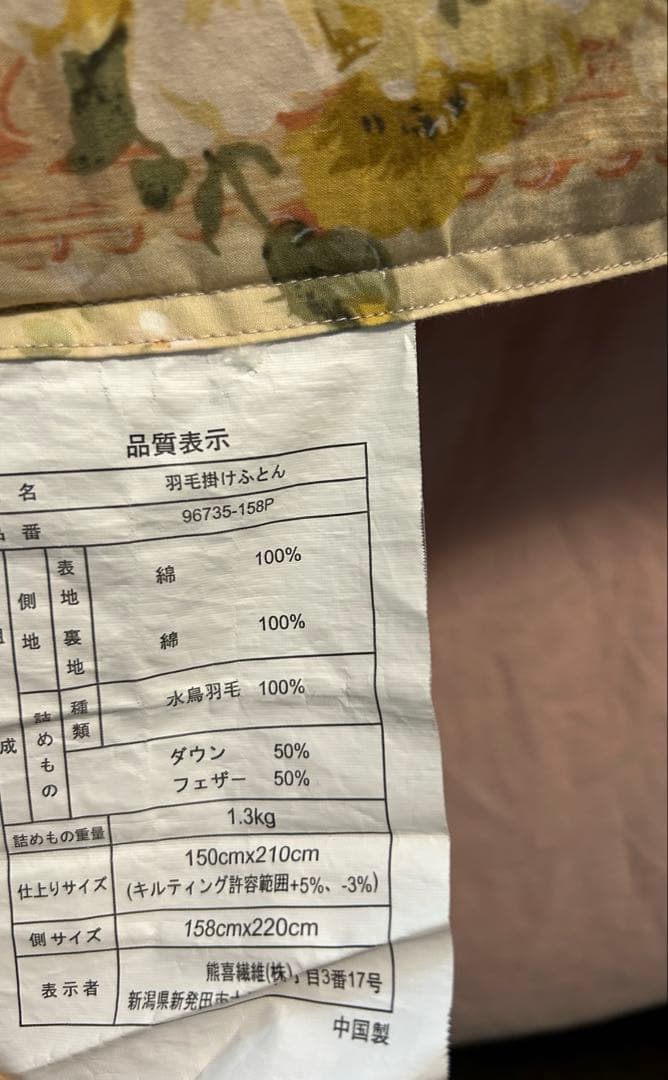 品質表示
名 羽毛掛けふとん
番 96735-158P
側地 表地 綿 100%
裏地 綿 100%
成 詰めもの 種類 水鳥羽毛 100%
ダウン 50%
フェザー 50%
詰めもの重量 1.3kg
仕上りサイズ 150cmx210cm
(キルティング許容範囲+5%、-3%)
側サイズ 158cmx220cm
表示者 熊喜繊維(株)
新潟県新発田市 目3番17号
中国製